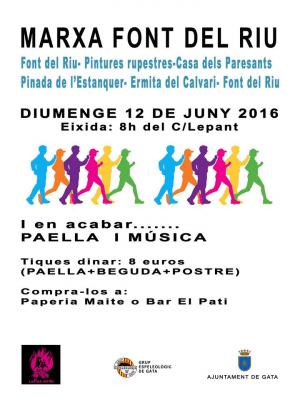 MARXA FONT DEL RIU
Font del Riu- Pintures rupestres-Casa dels Paresants
Pinada de l'Estanquer- Ermita del Calvari- Font del Riu
DIUMENGE 12 DE JUNY 2016
Eixida: 8h del C/Lepant
I en acabar.......
PAELLA I MÚSICA
Tiques dinar: 8 euros
(PAELLA+BEGUDA+POSTRE)
Compra-los a:
Paperia Maite o Bar El Pati
GRUP
ESPELEOLÒGIC
DE GATA
AJUNTAMENT DE GATA